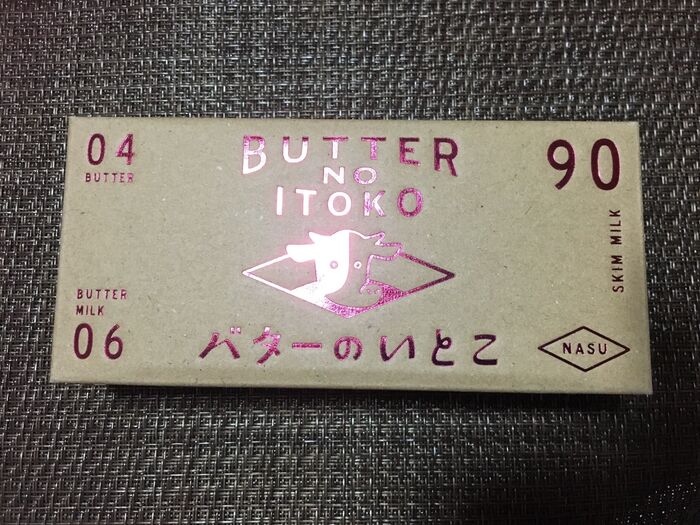 04
BUTTER
BUTTER
NO
ITOKO
90
SKIM MILK
BUTTER
MILK
06
バターのいとこ
NASU